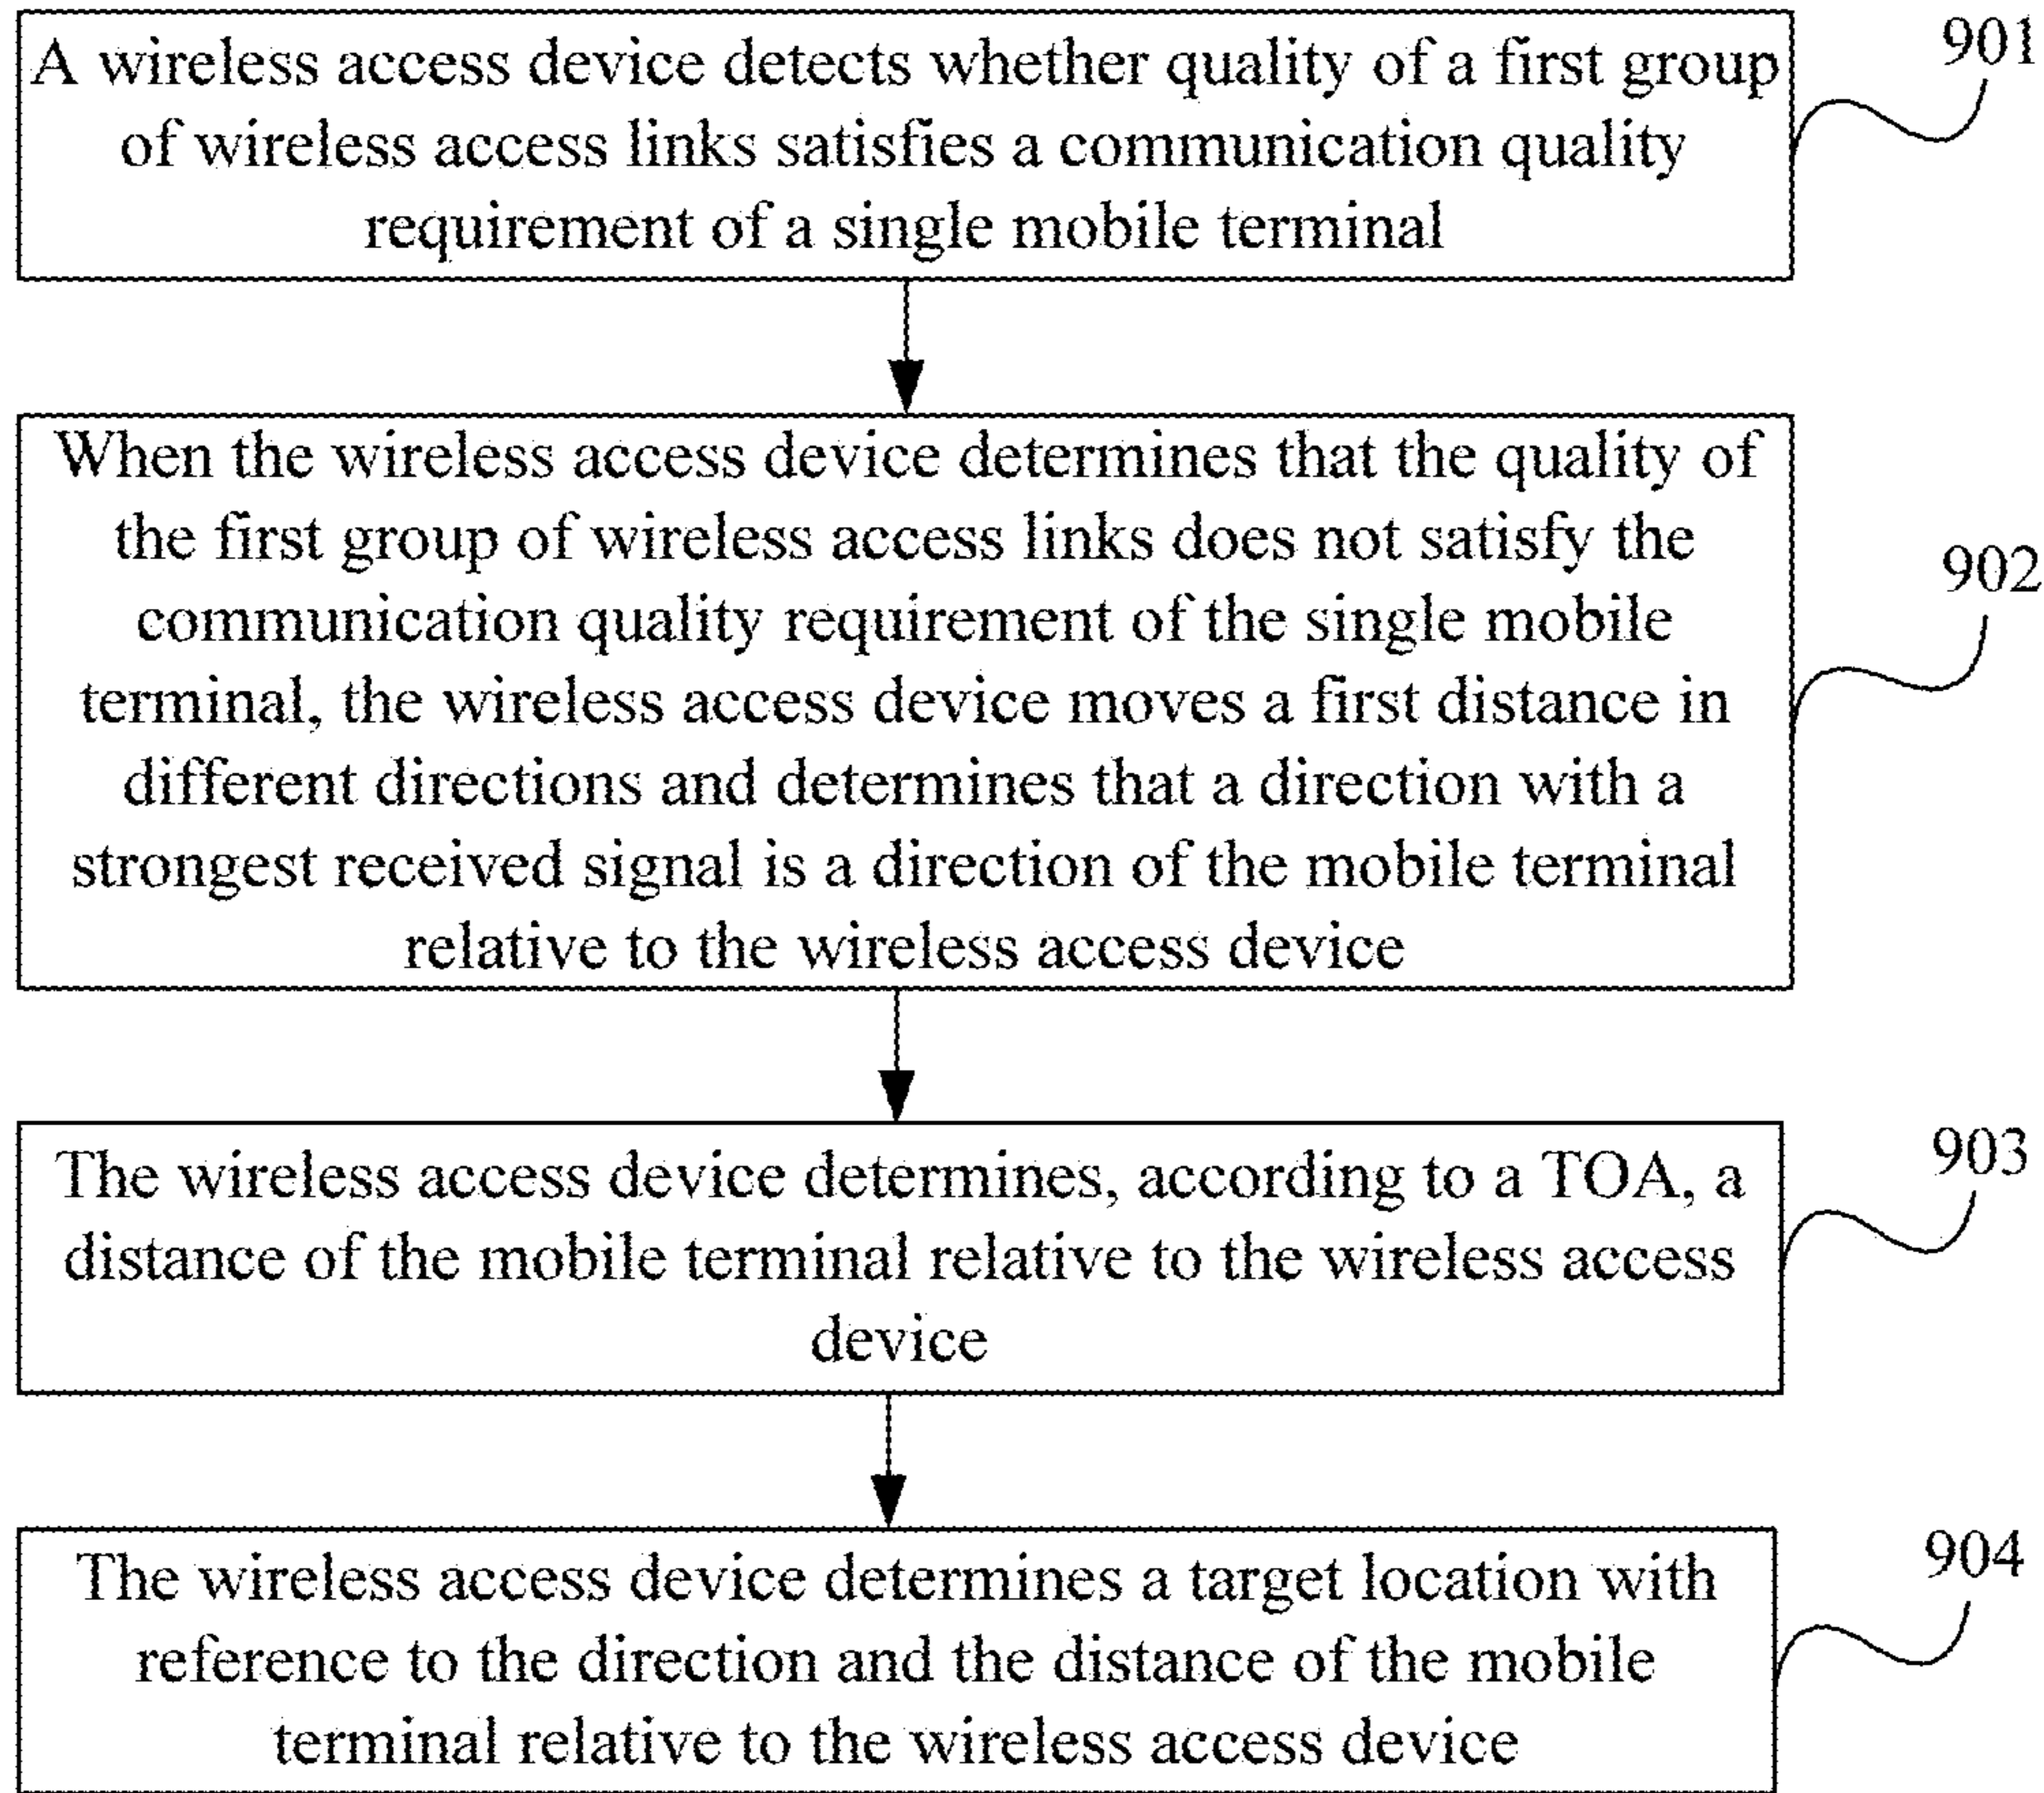 A wireless access device detects whether quality of a first group
of wireless access links satisfies a communication quality
requirement of a single mobile terminal
901
When the wireless access device determines that the quality of
the first group of wireless access links does not satisfy the
communication quality requirement of the single mobile
terminal, the wireless access device moves a first distance in
different directions and determines that a direction with a
strongest received signal is a direction of the mobile terminal
relative to the wireless access device
902
The wireless access device determines, according to a TOA, a
distance of the mobile terminal relative to the wireless access
device
903
The wireless access device determines a target location with
reference to the direction and the distance of the mobile
terminal relative to the wireless access device
904